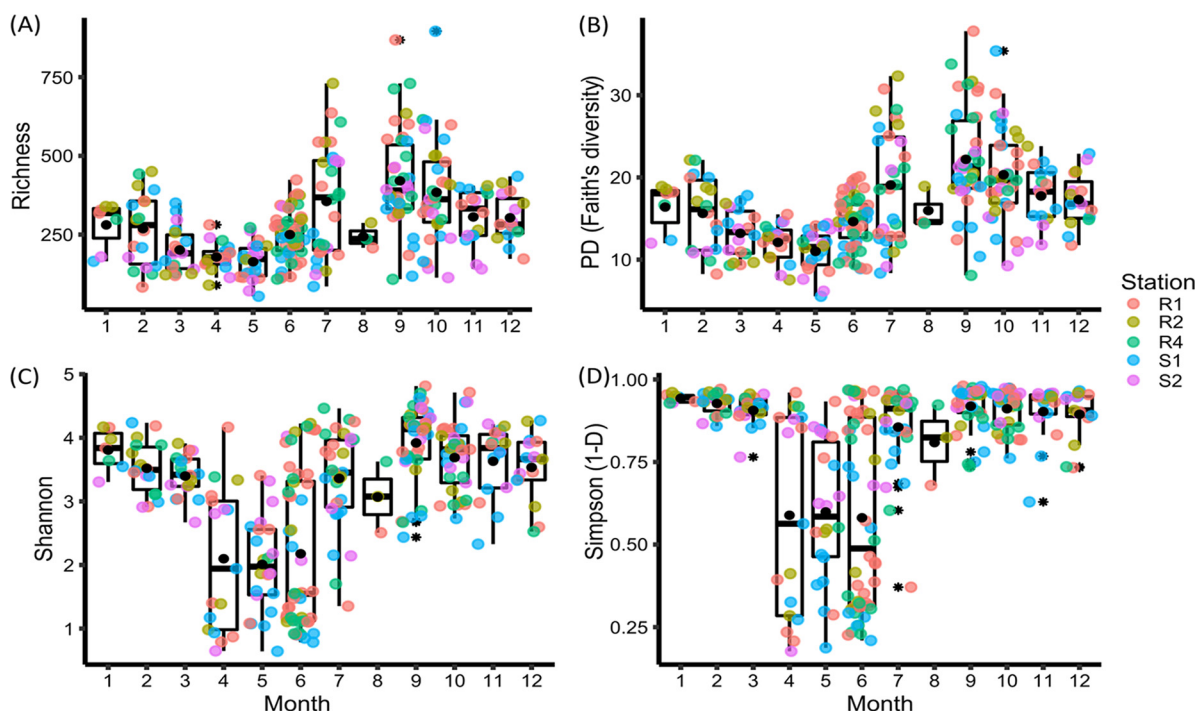 (A)
Richness
750
500
250
1 2 3 4 5 6 7 8 9 10 11 12
(B)
PD (Faith's diversity)
30
20
10
1 2 3 4 5 6 7 8 9 10 11 12
(C)
Shannon
5
4
3
2
1
1 2 3 4 5 6 7 8 9 10 11 12
Month
(D)
Simpson (1-D)
1.00
0.75
0.50
0.25
1 2 3 4 5 6 7 8 9 10 11 12
Month
Station
R1
R2
R4
S1
S2